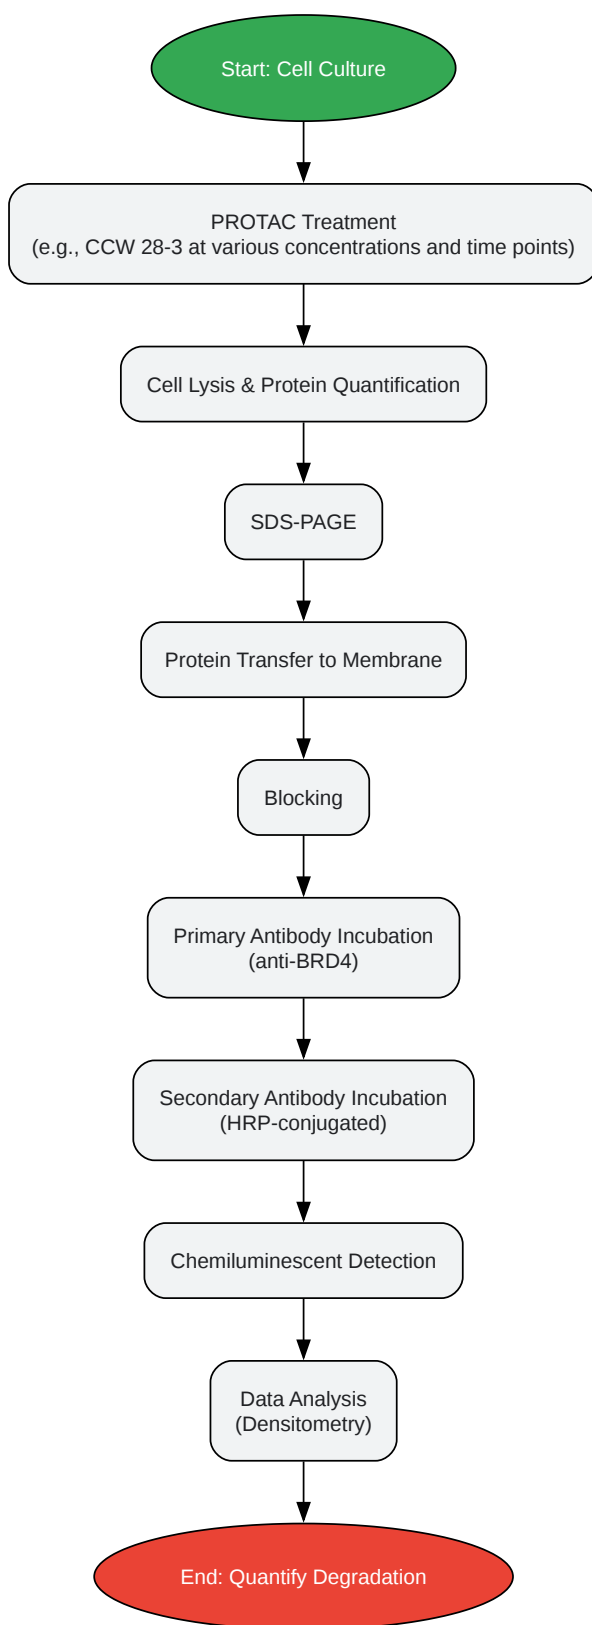 Start: Cell Culture
PROTAC Treatment
(e.g., CCW 28-3 at various concentrations and time points)
Cell Lysis & Protein Quantification
SDS-PAGE
Protein Transfer to Membrane
Blocking
Primary Antibody Incubation
(anti-BRD4)
Secondary Antibody Incubation
(HRP-conjugated)
Chemiluminescent Detection
Data Analysis
(Densitometry)
End: Quantify Degradation